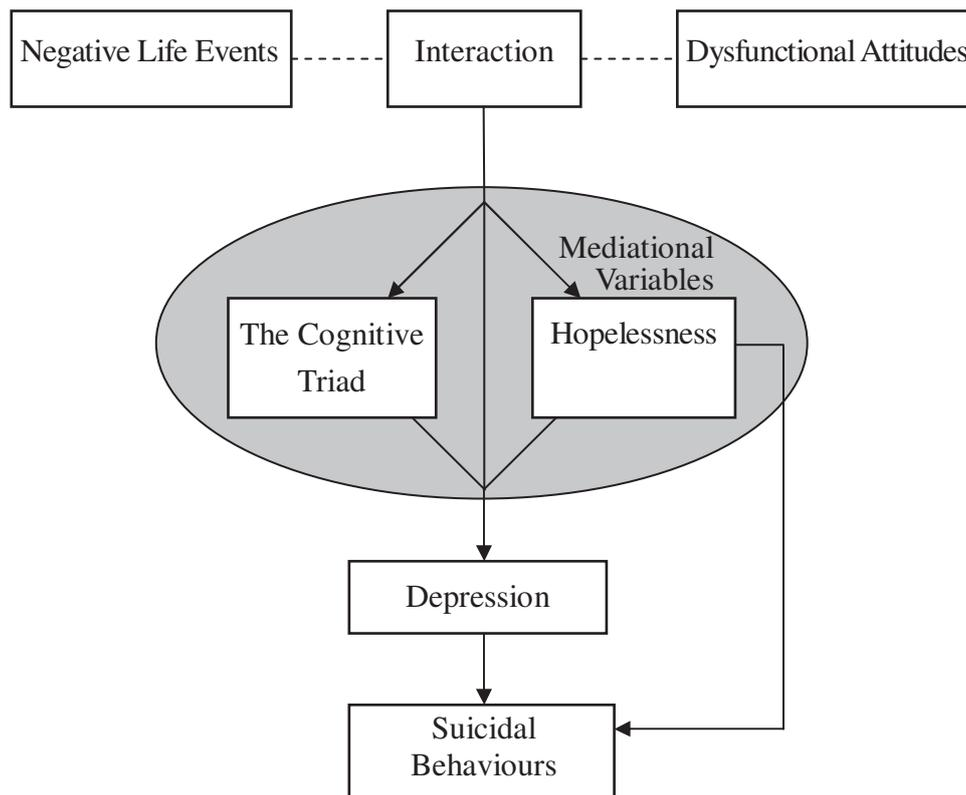 Negative Life Events
Interaction
Dysfunctional Attitudes
Mediational
Variables
The Cognitive
Triad
Hopelessness
Depression
Suicidal
Behaviours